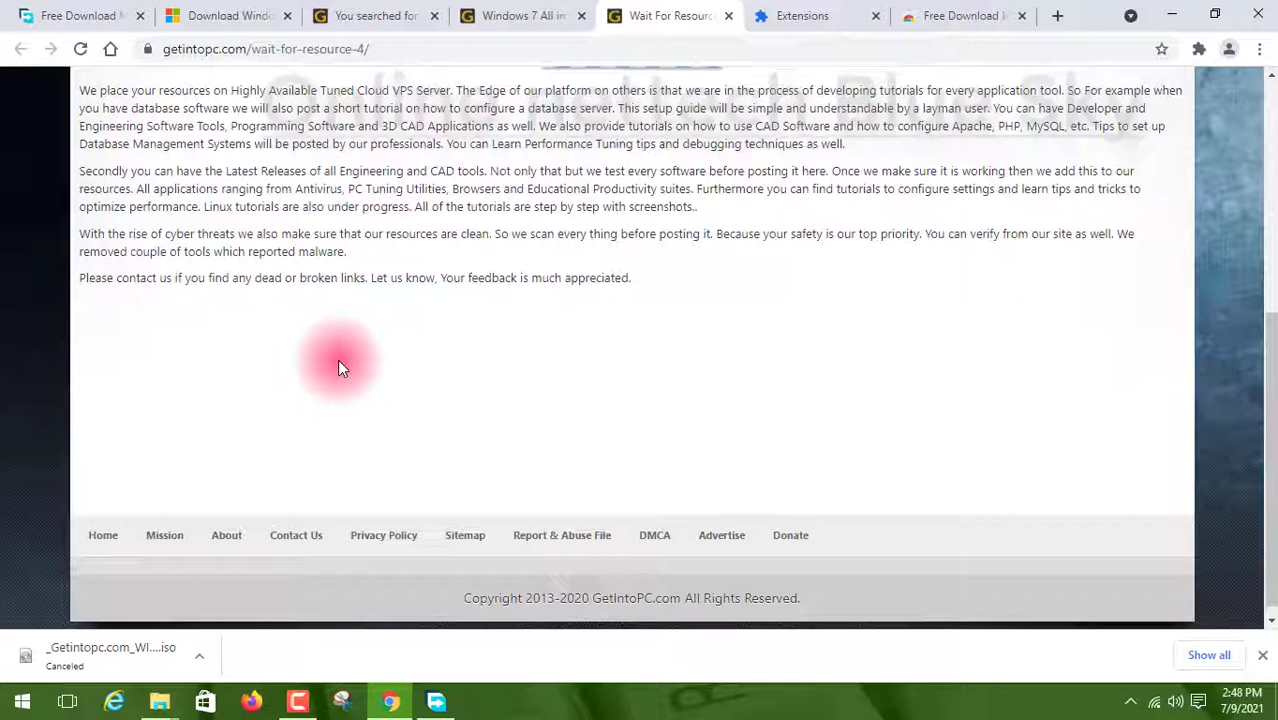 Free Download M
Download Windo
You searched for
Windows 7 All in
Wait For Resourc
Extensions
Free Download I
getintopc.com/wait-for-resource-4/
We place your resources on Highly Available Tuned Cloud VPS Server. The Edge of our platform on others is that we are in the process of developing tutorials for every application tool. So For example when
you have database software we will also post a short tutorial on how to configure a database server. This setup guide will be simple and understandable by a layman user. You can have Developer and
Engineering Software Tools, Programming Software and 3D CAD Applications as well. We also provide tutorials on how to use CAD Software and how to configure Apache, PHP, MySQL, etc. Tips to set up
Database Management Systems will be posted by our professionals. You can Learn Performance Tuning tips and debugging techniques as well.
Secondly you can have the Latest Releases of all Engineering and CAD tools. Not only that but we test every software before posting it here. Once we make sure it is working then we add this to our
resources. All applications ranging from Antivirus, PC Tuning Utilities, Browsers and Educational Productivity suites. Furthermore you can find tutorials to configure settings and learn tips and tricks to
optimize performance. Linux tutorials are also under progress. All of the tutorials are step by step with screenshots..
With the rise of cyber threats we also make sure that our resources are clean. So we scan every thing before posting it. Because your safety is our top priority. You can verify from our site as well. We
removed couple of tools which reported malware.
Please contact us if you find any dead or broken links. Let us know, Your feedback is much appreciated.
Home Mission About Contact Us Privacy Policy Sitemap Report & Abuse File DMCA Advertise Donate
Copyright 2013-2020 GetIntoPC.com All Rights Reserved.
_Getintopc.com_WI....iso
Canceled
Show all
2:48 PM
7/9/2021